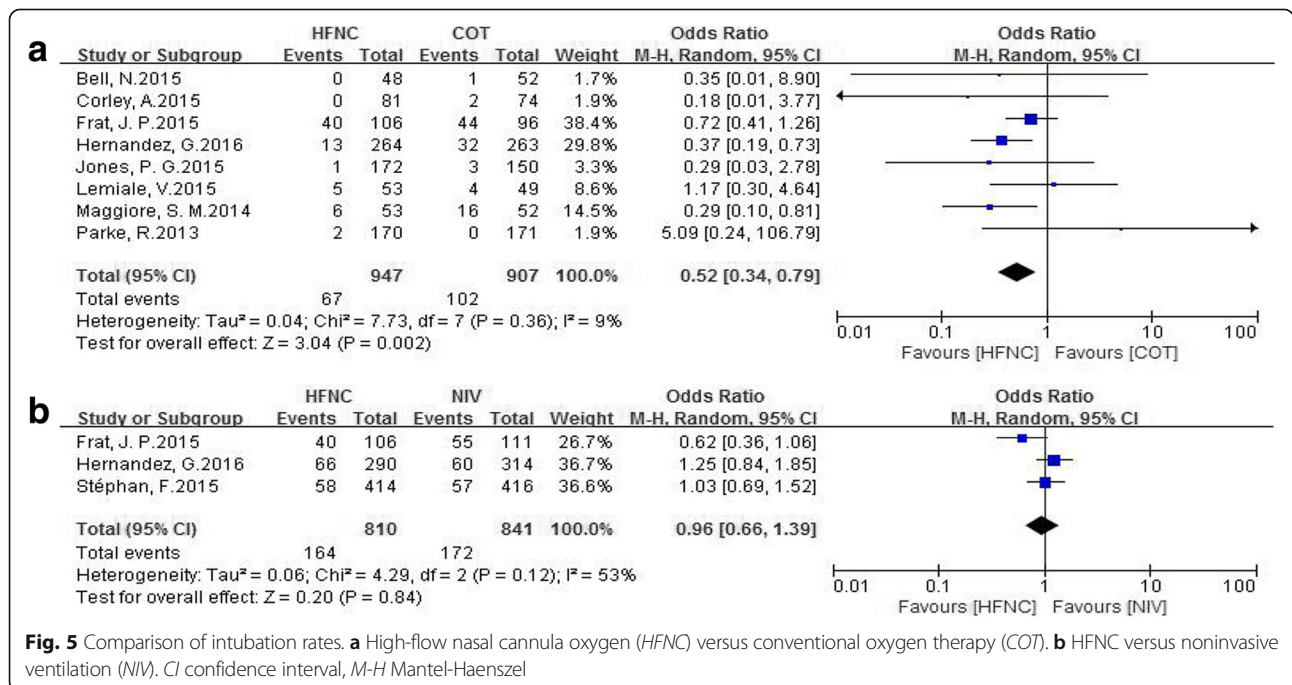 a
HFNC COT Odds Ratio Odds Ratio
Study or Subgroup Events Total Events Total Weight M-H, Random, 95% CI M-H, Random, 95% CI
Bell, N.2015 0 48 1 52 1.7% 0.35 [0.01, 8.90]
Corley, A.2015 0 81 2 74 1.9% 0.18 [0.01, 3.77]
Frat, J. P.2015 40 106 44 96 38.4% 0.72 [0.41, 1.26]
Hernandez, G.2016 13 264 32 263 29.8% 0.37 [0.19, 0.73]
Jones, P. G.2015 1 172 3 150 3.3% 0.29 [0.03, 2.78]
Lemiale, V.2015 5 53 4 49 8.6% 1.17 [0.30, 4.64]
Maggiore, S. M.2014 6 53 16 52 14.5% 0.29 [0.10, 0.81]
Parke, R.2013 2 170 0 171 1.9% 5.09 [0.24, 106.79]
Total (95% CI) 947 907 100.0% 0.52 [0.34, 0.79]
Total events 67 102
Heterogeneity: Tau² = 0.04; Chi² = 7.73, df = 7 (P = 0.36); I² = 9%
Test for overall effect: Z = 3.04 (P = 0.002)
0.01 0.1 1 10 100
Favours [HFNC] Favours [COT]
b
HFNC NIV Odds Ratio Odds Ratio
Study or Subgroup Events Total Events Total Weight M-H, Random, 95% CI M-H, Random, 95% CI
Frat, J. P.2015 40 106 55 111 26.7% 0.62 [0.36, 1.06]
Hernandez, G.2016 66 290 60 314 36.7% 1.25 [0.84, 1.85]
Stéphan, F.2015 58 414 57 416 36.6% 1.03 [0.69, 1.52]
Total (95% CI) 810 841 100.0% 0.96 [0.66, 1.39]
Total events 164 172
Heterogeneity: Tau² = 0.06; Chi² = 4.29, df = 2 (P = 0.12); I² = 53%
Test for overall effect: Z = 0.20 (P = 0.84)
0.01 0.1 1 10 100
Favours [HFNC] Favours [NIV]
Fig. 5 Comparison of intubation rates. a High-flow nasal cannula oxygen (HFNC) versus conventional oxygen therapy (COT). b HFNC versus noninvasive
ventilation (NIV). CI confidence interval, M-H Mantel-Haenszel